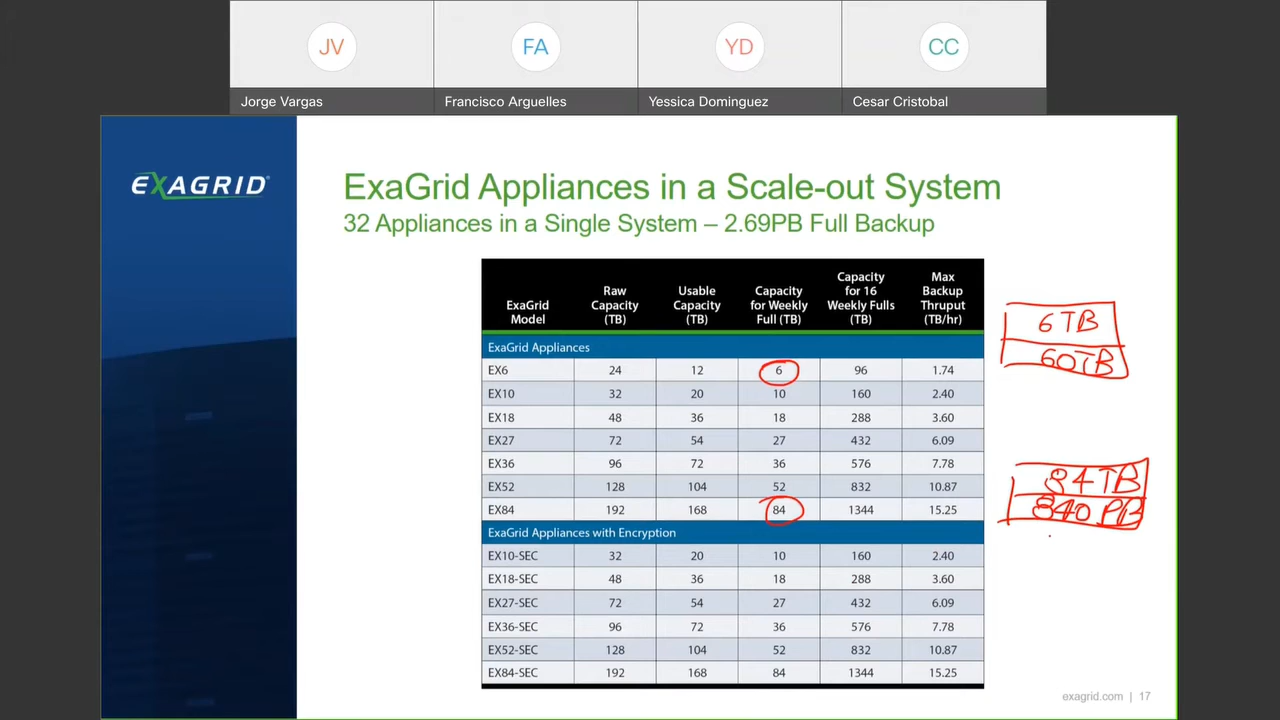 JV FA YD CC
Jorge Vargas Francisco Arguelles Yessica Dominguez Cesar Cristobal
EXAGRID
ExaGrid Appliances in a Scale-out System
32 Appliances in a Single System – 2.69PB Full Backup
ExaGrid Model Raw Capacity (TB) Usable Capacity (TB) Capacity for Weekly Full (TB) Capacity for 16 Weekly Fulls (TB) Max Backup Thruput (TB/hr)
ExaGrid Appliances
EX6 24 12 6 96 1.74
EX10 32 20 10 160 2.40
EX18 48 36 18 288 3.60
EX27 72 54 27 432 6.09
EX36 96 72 36 576 7.78
EX52 128 104 52 832 10.87
EX84 192 168 84 1344 15.25
ExaGrid Appliances with Encryption
EX10-SEC 32 20 10 160 2.40
EX18-SEC 48 36 18 288 3.60
EX27-SEC 72 54 27 432 6.09
EX36-SEC 96 72 36 576 7.78
EX52-SEC 128 104 52 832 10.87
EX84-SEC 192 168 84 1344 15.25
6 TB
60TB
84TB
840 PB
exagrid.com | 17